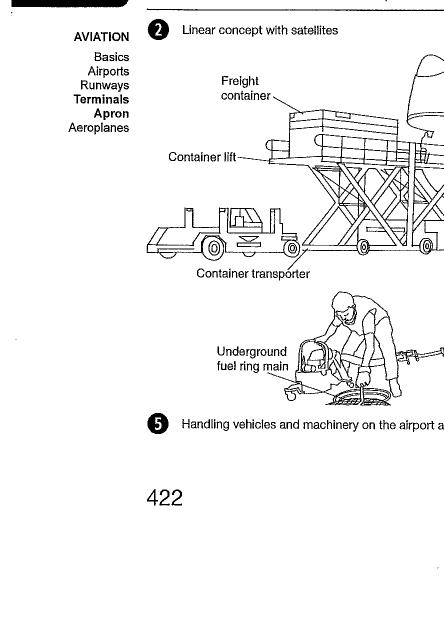 AVIATION
Basics
Airports
Runways
Terminals
Apron
Aeroplanes
2 Linear concept with satellites
Freight
container
Container lift
Container transporter
Underground
fuel ring main
5 Handling vehicles and machinery on the airport a
422